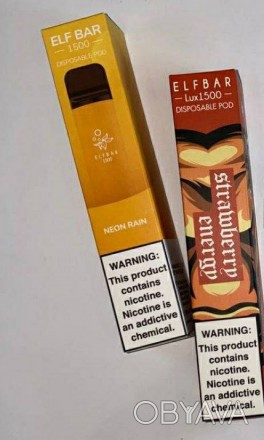 ELF BAR
1500
DISPOSABLE POD
ELFBAR
1500
NEON RAIN
WARNING:
This product
contains
nicotine.
Nicotine is
an addictive
chemical.
ELFBAR
Lux1500
DISPOSABLE POD
strawberry
energy
WARNING:
This product
contains
nicotine.
Nicotine is
an addictive
chemical.
OBYAVA